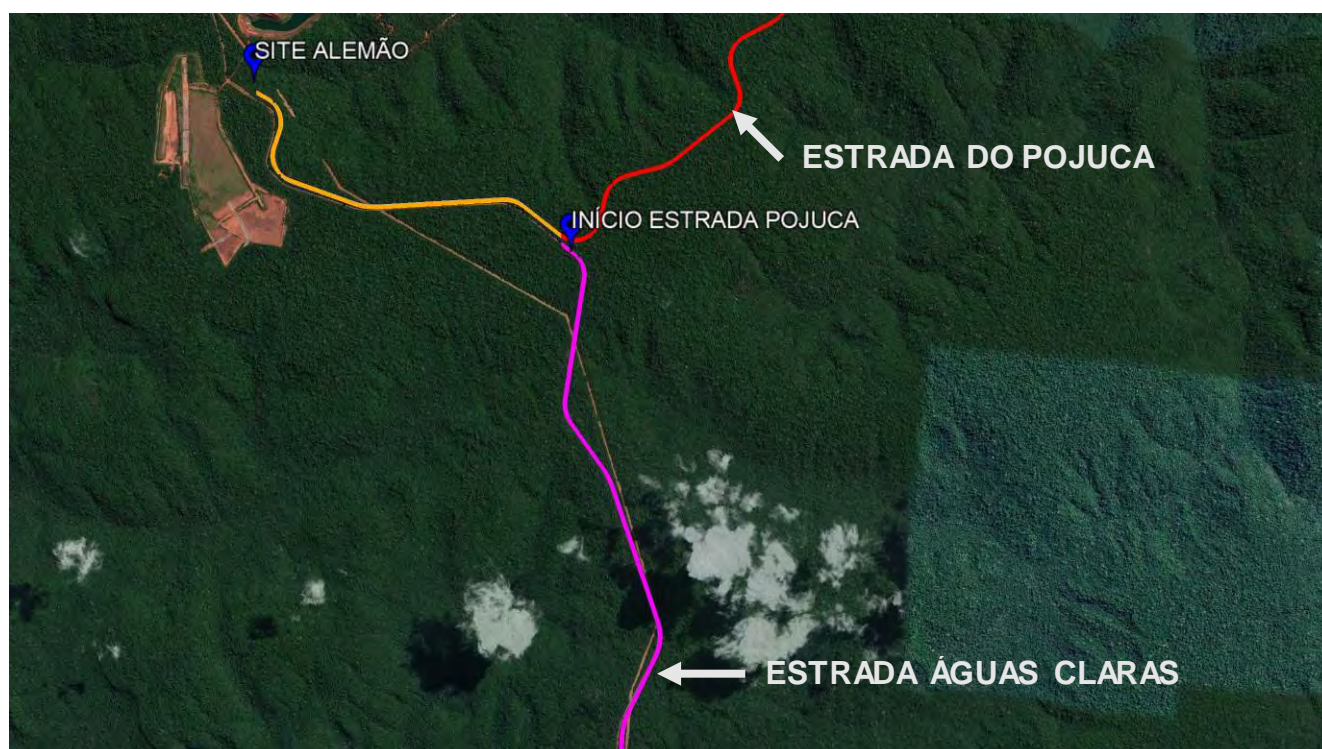 SITE ALEMÃO
ESTRADA DO POJUCA
INÍCIO ESTRADA POJUCA
ESTRADA ÁGUAS CLARAS